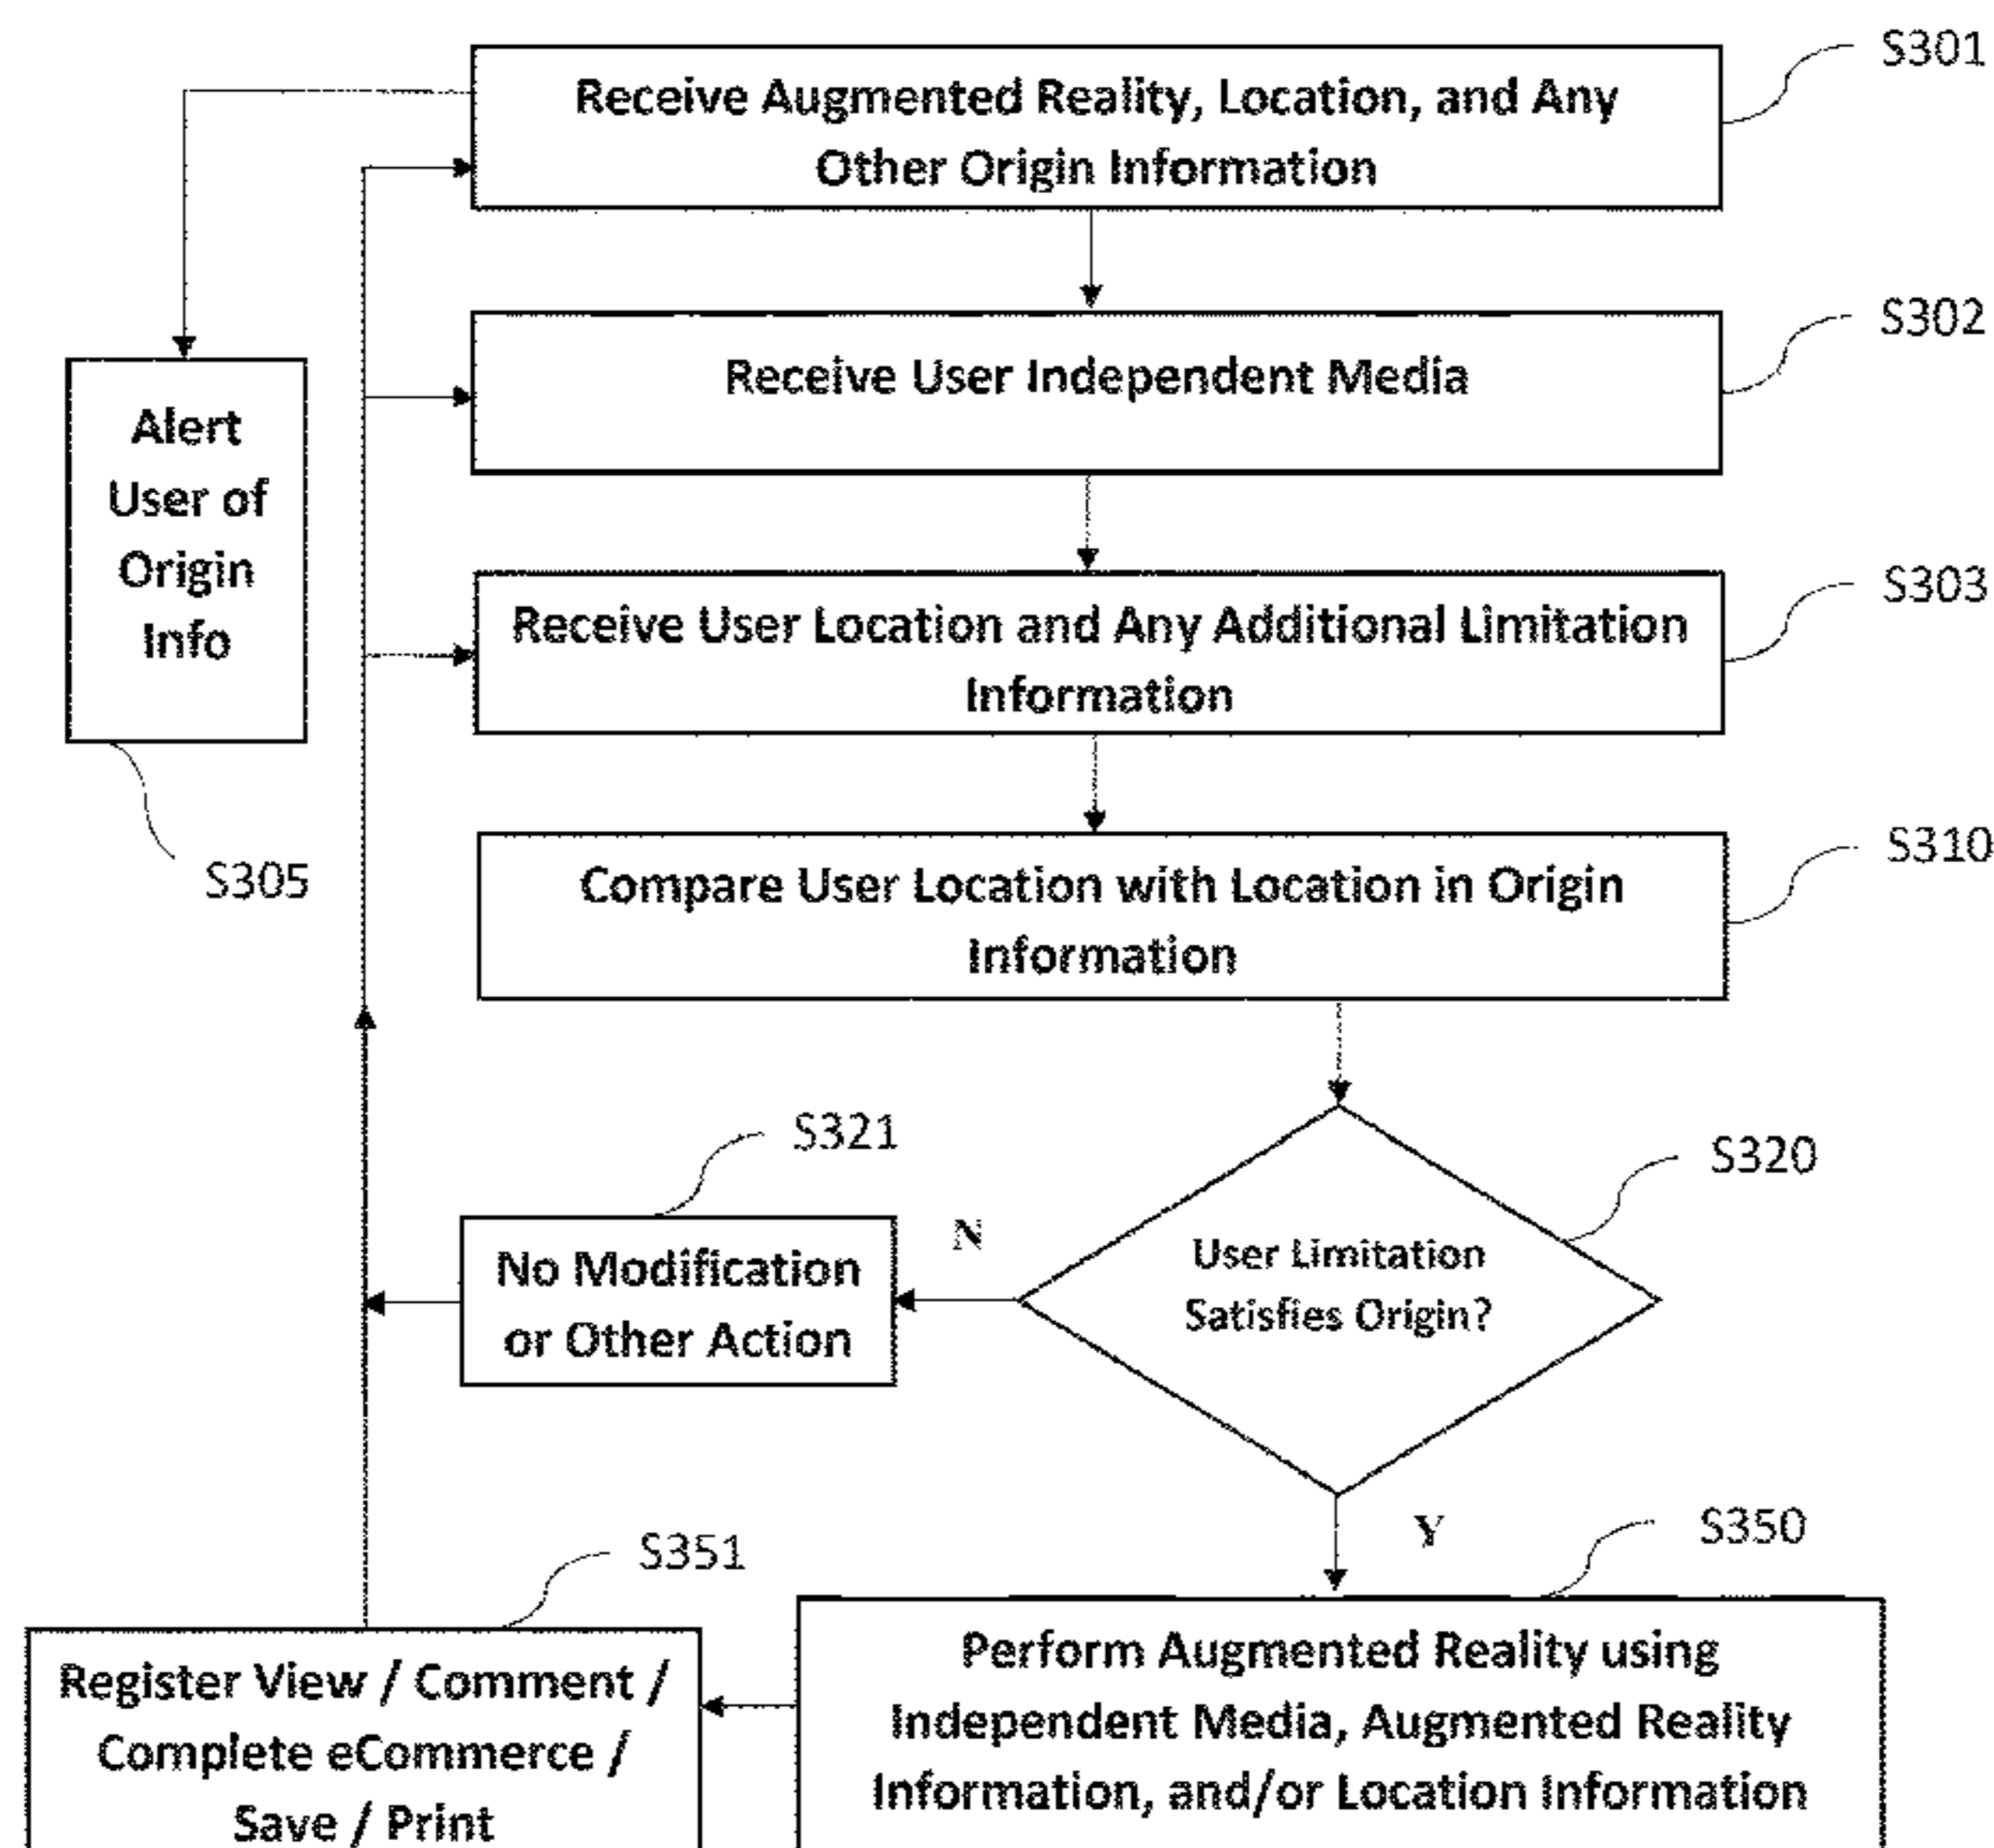 S301
Receive Augmented Reality, Location, and Any
Other Origin Information
S302
Receive User Independent Media
Alert
User of
Origin
Info
S305
S303
Receive User Location and Any Additional Limitation
Information
S310
Compare User Location with Location in Origin
Information
S320
User Limitation
Satisfies Origin?
N
S321
No Modification
or Other Action
Y
S350
Perform Augmented Reality using
Independent Media, Augmented Reality
Information, and/or Location Information
S351
Register View / Comment /
Complete eCommerce /
Save / Print